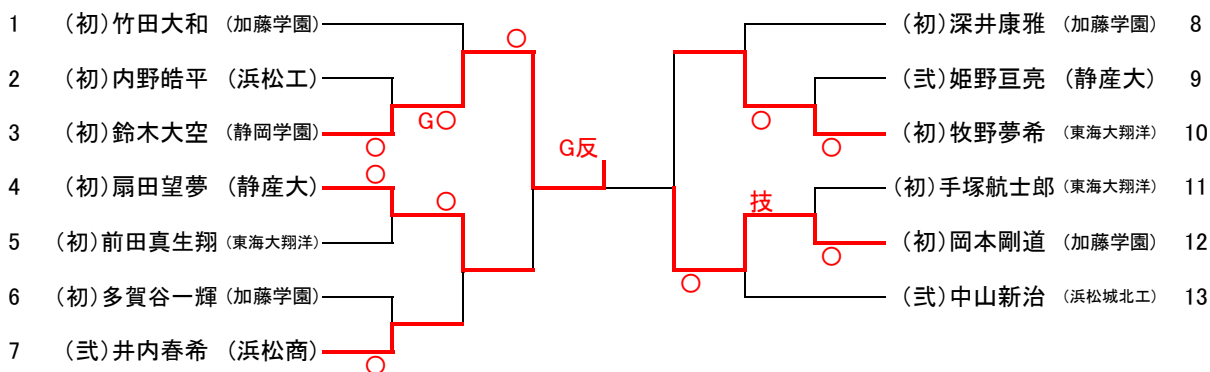 1 (初)竹田大和 (加藤学園)
2 (初)内野皓平 (浜松工)
3 (初)鈴木大空 (静岡学園)
4 (初)扇田望夢 (静産大)
5 (初)前田真生翔 (東海大翔洋)
6 (初)多賀谷一輝 (加藤学園)
7 (弐)井内春希 (浜松商)
○
G○
○
○
○
○
G反
(初)深井康雅 (加藤学園) 8
(弐)姫野亘亮 (静産大) 9
(初)牧野夢希 (東海大翔洋) 10
(初)手塚航士郎 (東海大翔洋) 11
(初)岡本剛道 (加藤学園) 12
(弐)中山新治 (浜松城北工) 13
○
○
技
○
○